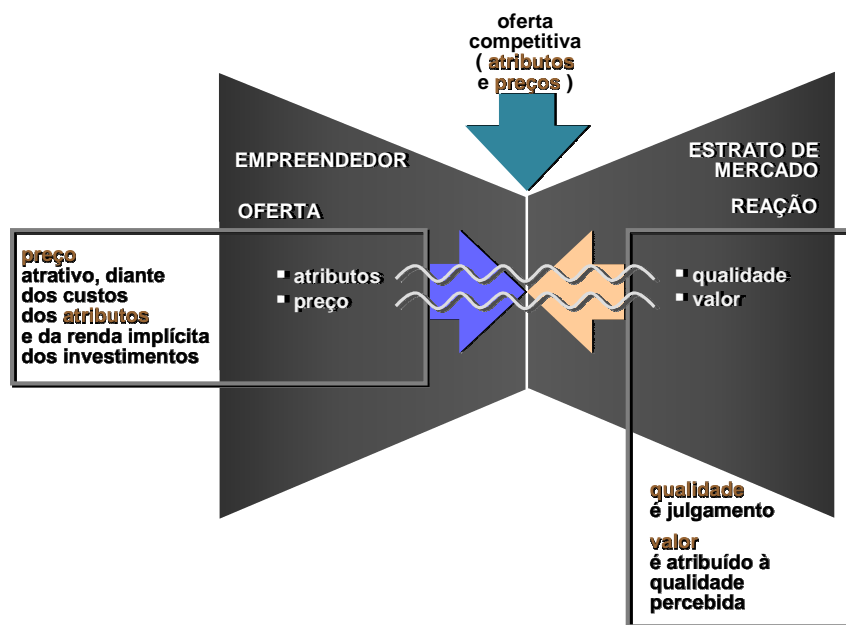 oferta
competitiva
( atributos
e preços )
EMPREENDEDOR
OFERTA
preço
atrativo, diante
dos custos
dos atributos
e da renda implícita
dos investimentos
▪ atributos
▪ preço
ESTRATO DE
MERCADO
REAÇÃO
▪ qualidade
▪ valor
qualidade
é julgamento
valor
é atribuído à
qualidade
percebida